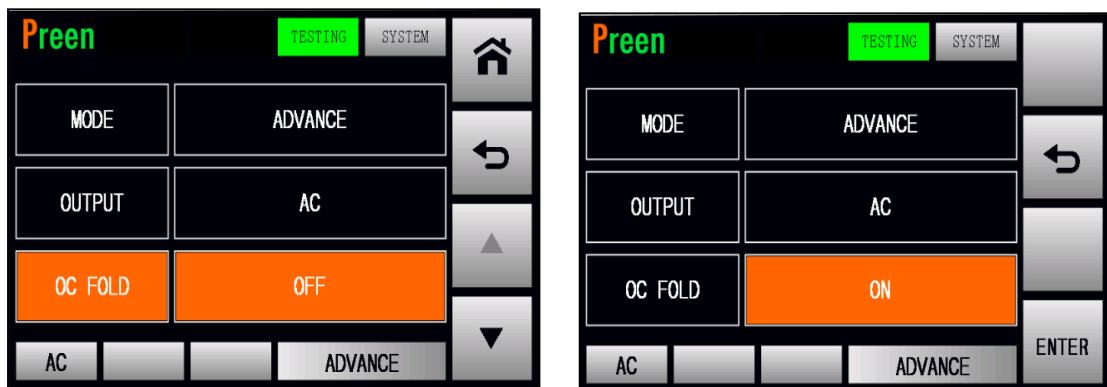 Preen TESTING SYSTEM
MODE ADVANCE
OUTPUT AC
OC FOLD OFF
AC ADVANCE
Preen TESTING SYSTEM
MODE ADVANCE
OUTPUT AC
OC FOLD ON
ENTER
AC ADVANCE